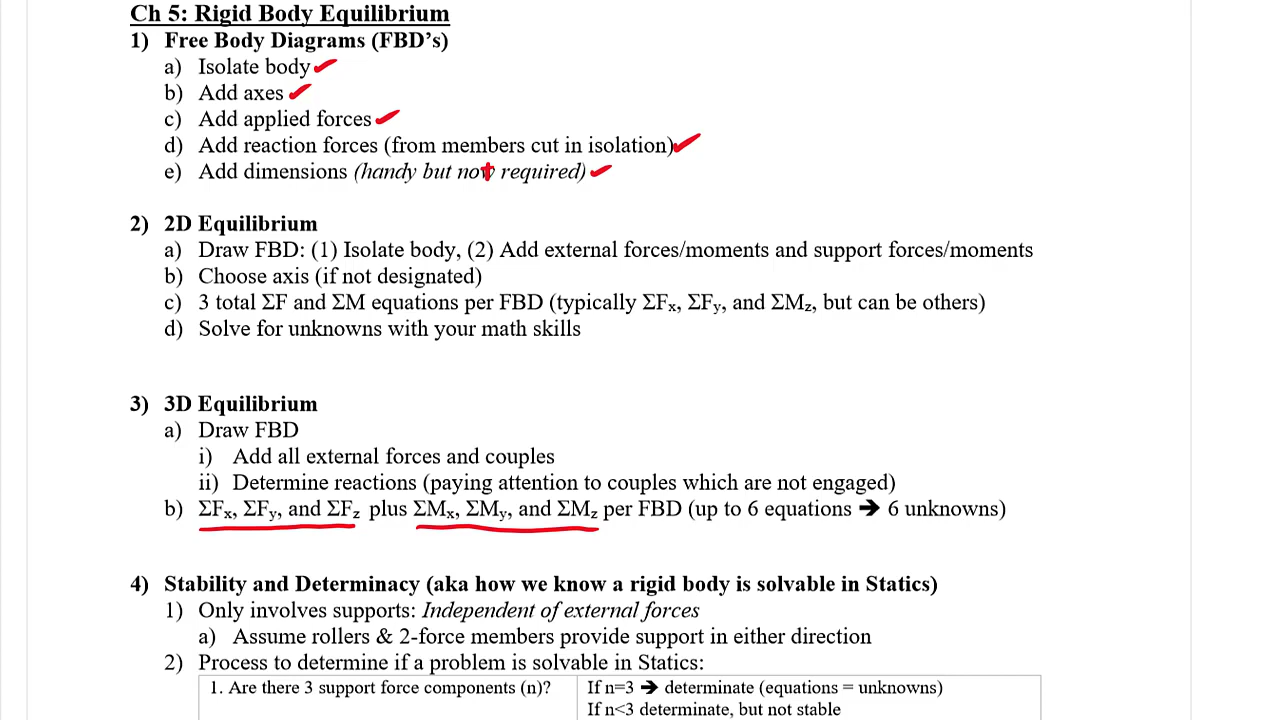 Ch 5: Rigid Body Equilibrium
1) Free Body Diagrams (FBD’s)
a) Isolate body
b) Add axes
c) Add applied forces
d) Add reaction forces (from members cut in isolation)
e) Add dimensions (handy but not required)
2) 2D Equilibrium
a) Draw FBD: (1) Isolate body, (2) Add external forces/moments and support forces/moments
b) Choose axis (if not designated)
c) 3 total ΣF and ΣM equations per FBD (typically ΣFx, ΣFy, and ΣMz, but can be others)
d) Solve for unknowns with your math skills
3) 3D Equilibrium
a) Draw FBD
i) Add all external forces and couples
ii) Determine reactions (paying attention to couples which are not engaged)
b) ΣFx, ΣFy, and ΣFz plus ΣMx, ΣMy, and ΣMz per FBD (up to 6 equations ➔ 6 unknowns)
4) Stability and Determinacy (aka how we know a rigid body is solvable in Statics)
1) Only involves supports: Independent of external forces
a) Assume rollers & 2-force members provide support in either direction
2) Process to determine if a problem is solvable in Statics:
1. Are there 3 support force components (n)?
If n=3 ➔ determinate (equations = unknowns)
If n<3 determinate, but not stable